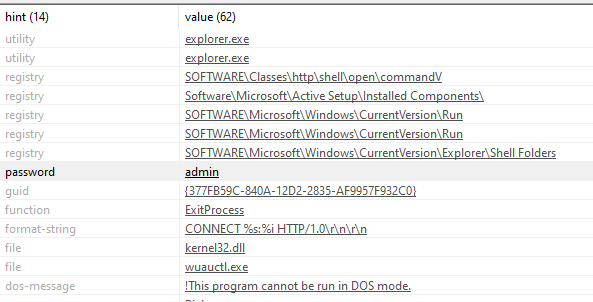 hint (14) value (62)
utility explorer.exe
utility explorer.exe
registry SOFTWARE\Classes\http\shell\open\commandV
registry Software\Microsoft\Active Setup\Installed Components\
registry SOFTWARE\Microsoft\Windows\CurrentVersion\Run
registry SOFTWARE\Microsoft\Windows\CurrentVersion\Run
registry SOFTWARE\Microsoft\Windows\CurrentVersion\Explorer\Shell Folders
password admin
guid {377FB59C-840A-12D2-2835-AF9957F932C0}
function ExitProcess
format-string CONNECT %s:%i HTTP/1.0\r\n\r\n
file kernel32.dll
file wuauctl.exe
dos-message !This program cannot be run in DOS mode.